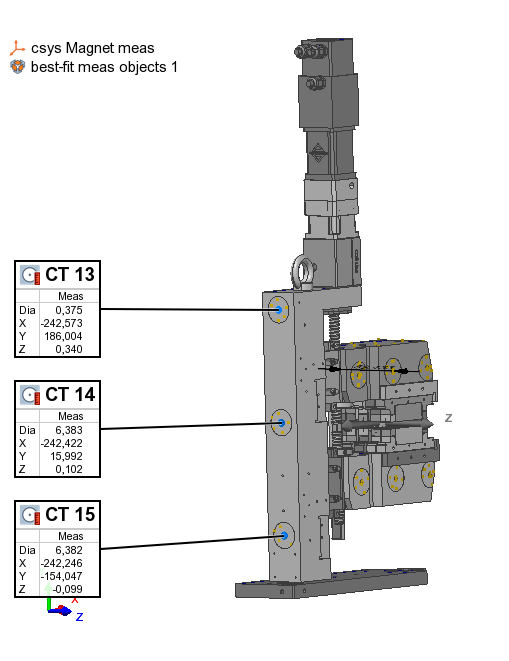 csys Magnet meas
best-fit meas objects 1
CT 13
Meas
Dia 0,375
X -242,573
Y 186,004
Z 0,340
CT 14
Meas
Dia 6,383
X -242,422
Y 15,992
Z 0,102
CT 15
Meas
Dia 6,382
X -242,246
Y -154,047
Z -0,099
Z
X
Z